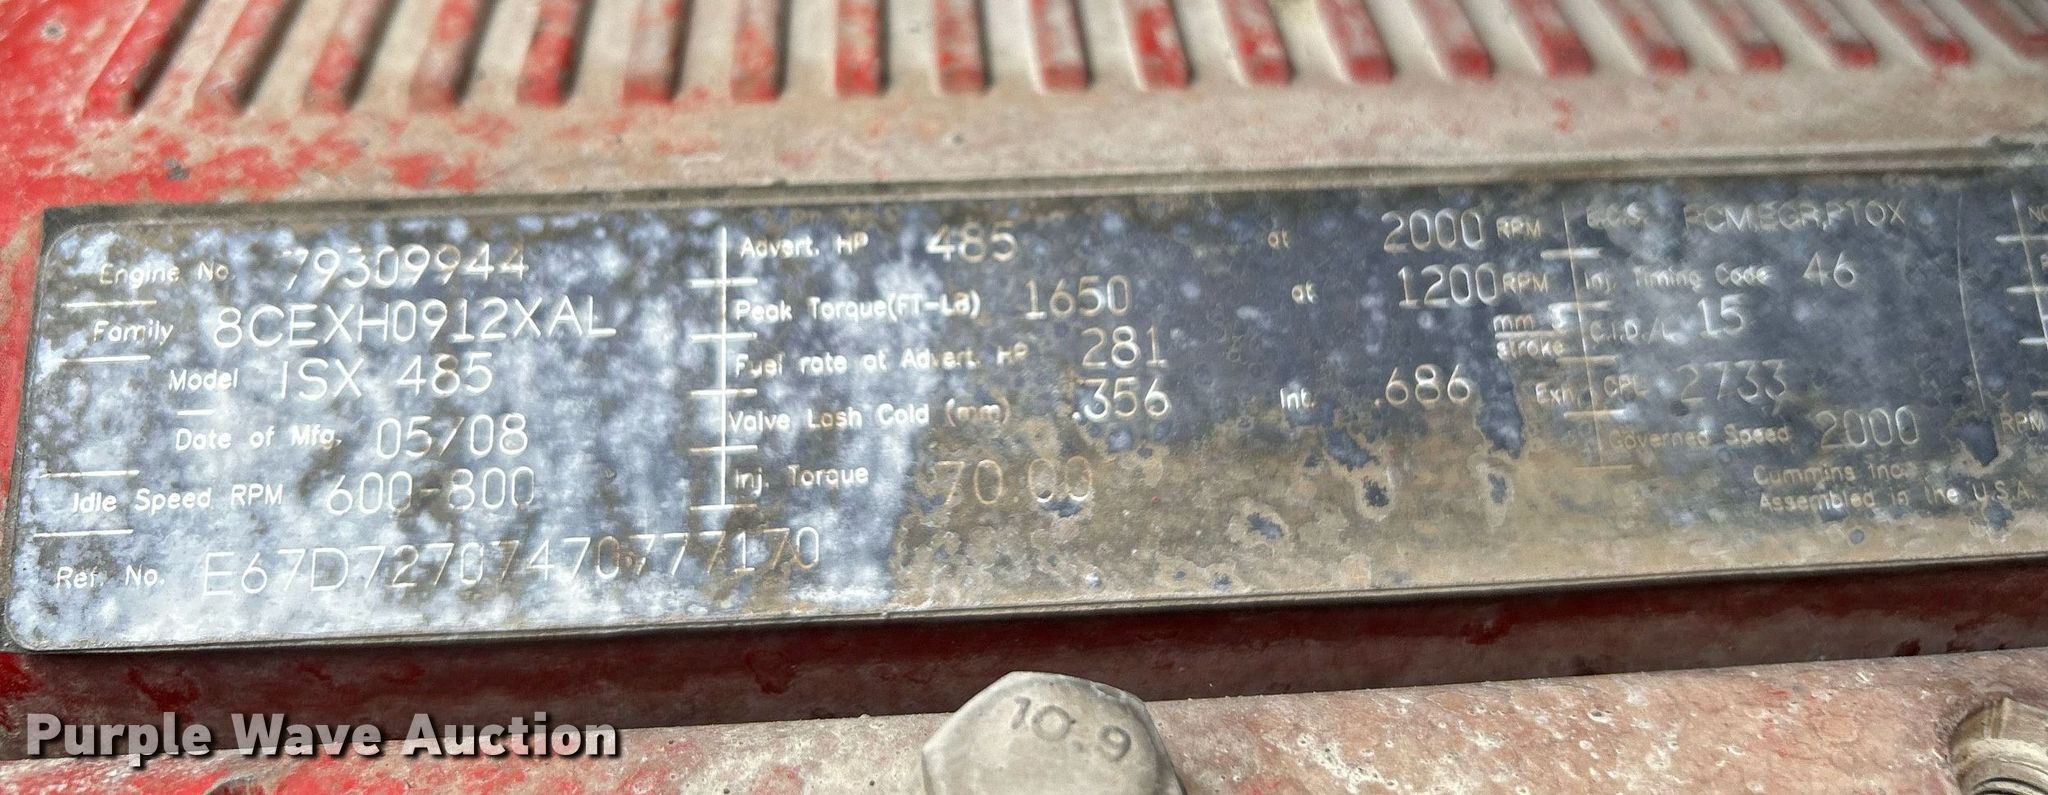 Engine No. 79309944
Family 8CEXH0912XAL
Model ISX 485
Date of Mfg. 05/08
Idle Speed RPM 600-800
Ref. No. E67D72707470777170
Advert. HP 485 at 2000 RPM
Peak Torque(FT-LB) 1650 at 1200 RPM
Fuel rate at Advert. HP 281 mm 3 stroke
Valve Lash Cold (mm) .356 Int. .686 Exh.
Inj. Torque 70.00
E.C.S. PCM,EGR,PTOX
Inj. Timing Code 46
C.I.D./L 15
CPL 2733
Governed Speed 2000 RPM
Cummins Inc.
Assembled in the U.S.A.
10.9
Purple Wave Auction